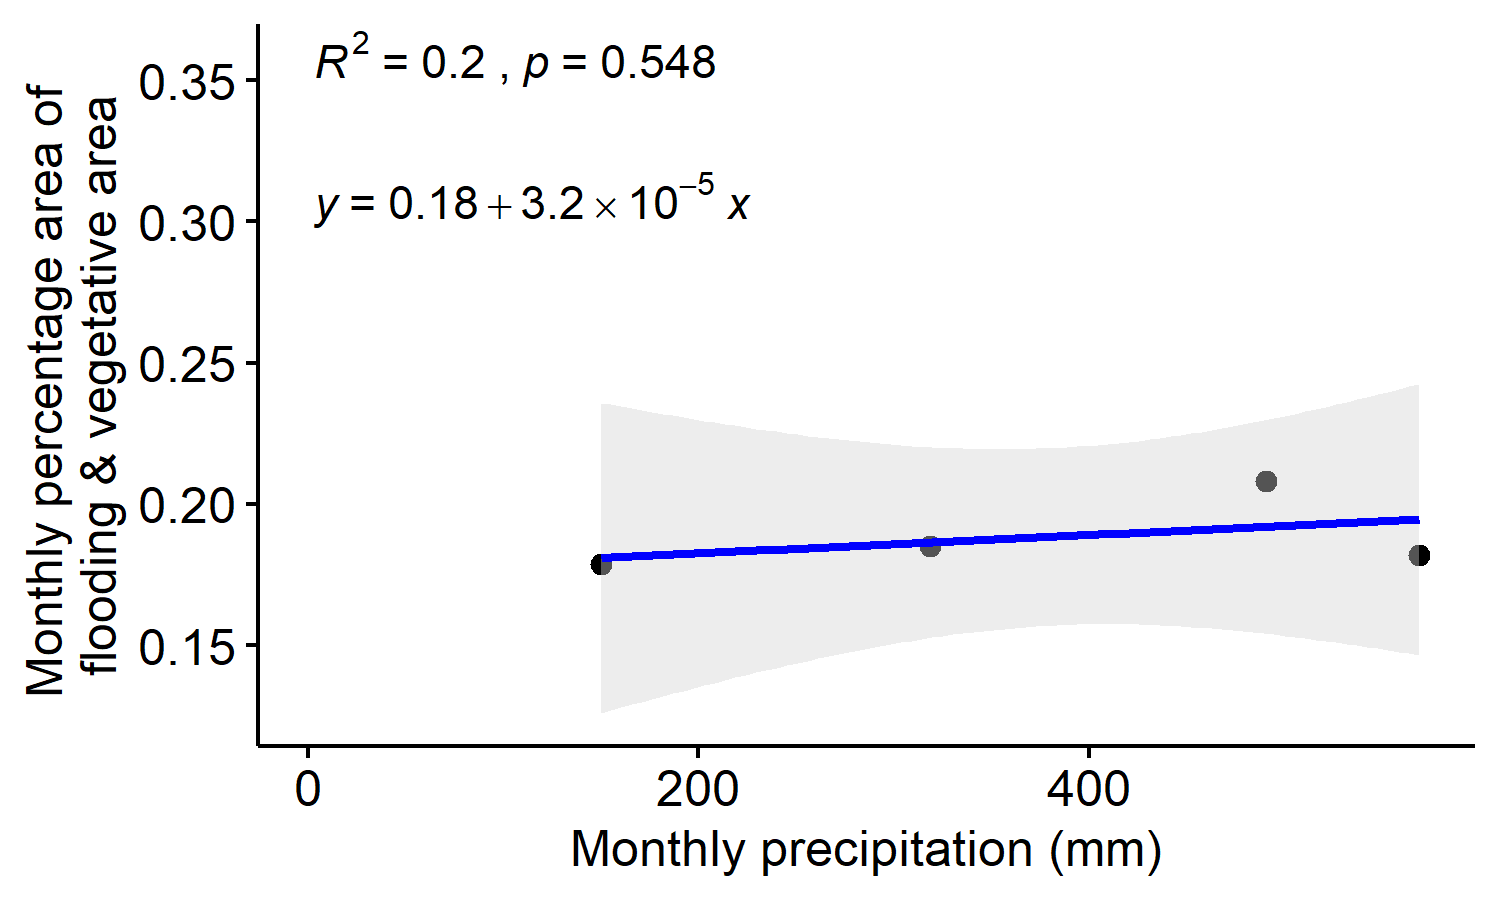 R² = 0.2 , p = 0.548
y = 0.18 + 3.2 × 10⁻⁵ x
Monthly percentage area of
flooding & vegetative area
0.35
0.30
0.25
0.20
0.15
0 200 400
Monthly precipitation (mm)